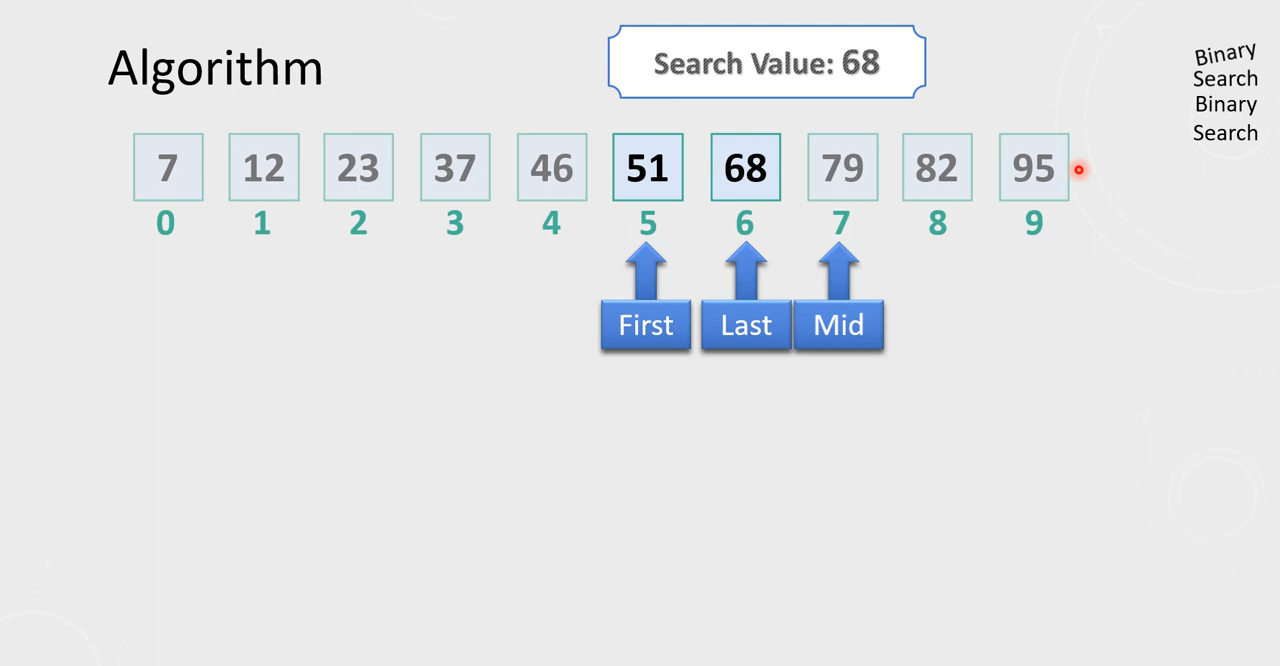 Algorithm
Search Value: 68
Binary
Search
Binary
Search
7 12 23 37 46 51 68 79 82 95
0 1 2 3 4 5 6 7 8 9
First Last Mid